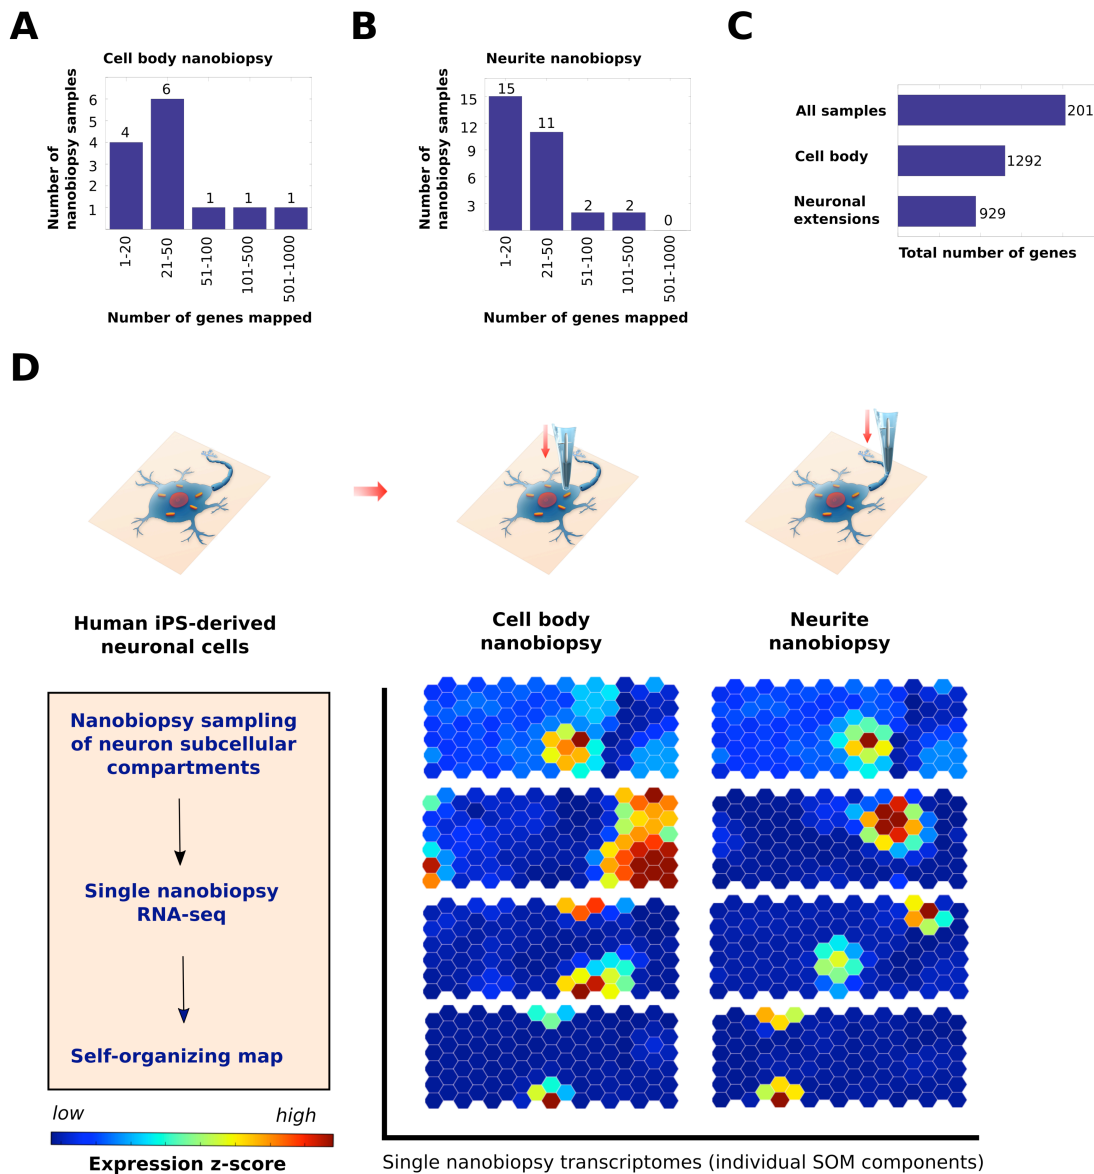 A
Cell body nanobiopsy
Number of
nanobiopsy samples
6
5
4
3
2
1
4
6
1
1
1
1-20
21-50
51-100
101-500
501-1000
Number of genes mapped
B
Neurite nanobiopsy
Number of
nanobiopsy samples
15
12
9
6
3
15
11
2
2
0
1-20
21-50
51-100
101-500
501-1000
Number of genes mapped
C
All samples
201
Cell body
1292
Neuronal
extensions
929
Total number of genes
D
Human iPS-derived
neuronal cells
Cell body
nanobiopsy
Neurite
nanobiopsy
Nanobiopsy sampling
of neuron subcellular
compartments
Single nanobiopsy
RNA-seq
Self-organizing map
low
high
Expression z-score
Single nanobiopsy transcriptomes (individual SOM components)